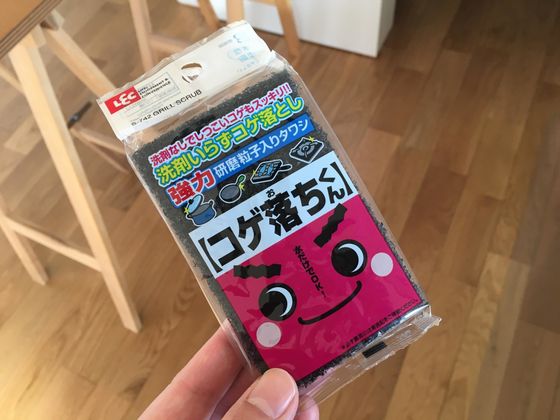 LEC
S-742 GRILL SCRUB
洗剤なしでしつこいコゲもスッキリ!!
洗剤いらずコゲ落とし
強力 研磨粒子入りタワシ
お
【コゲ落ちくん】